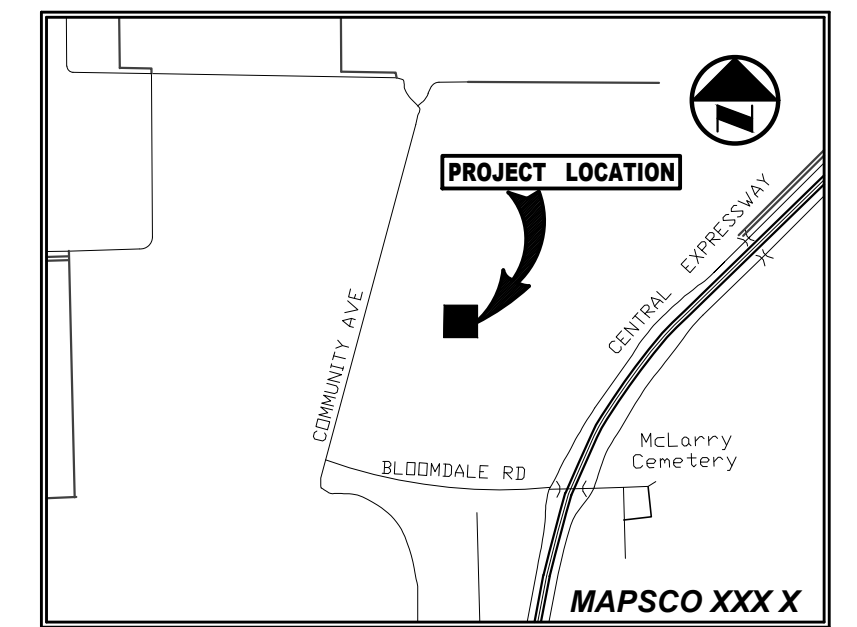 PROJECT LOCATION
CENTRAL EXPRESSWAY
COMMUNITY AVE
McLarry
Cemetery
BLOOMDALE RD
MAPSCO XXX X